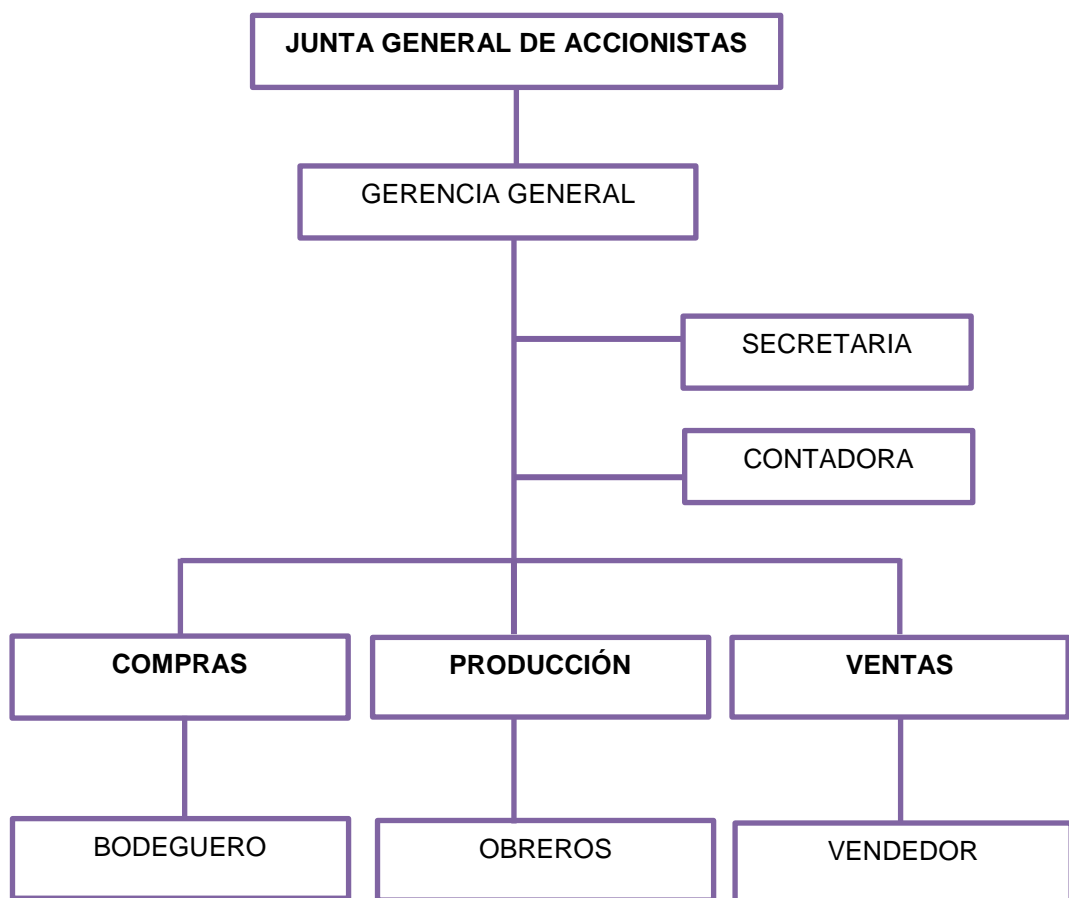 JUNTA GENERAL DE ACCIONISTAS
GERENCIA GENERAL
SECRETARIA
CONTADORA
COMPRAS
PRODUCCIÓN
VENTAS
BODEGUERO
OBREROS
VENDEDOR